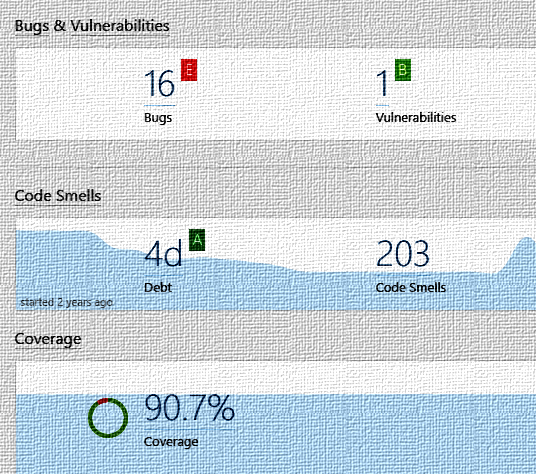 Bugs & Vulnerabilities
16 E 1 B
Bugs Vulnerabilities
Code Smells
4d A 203
Debt Code Smells
started 2 years ago
Coverage
90.7%
Coverage